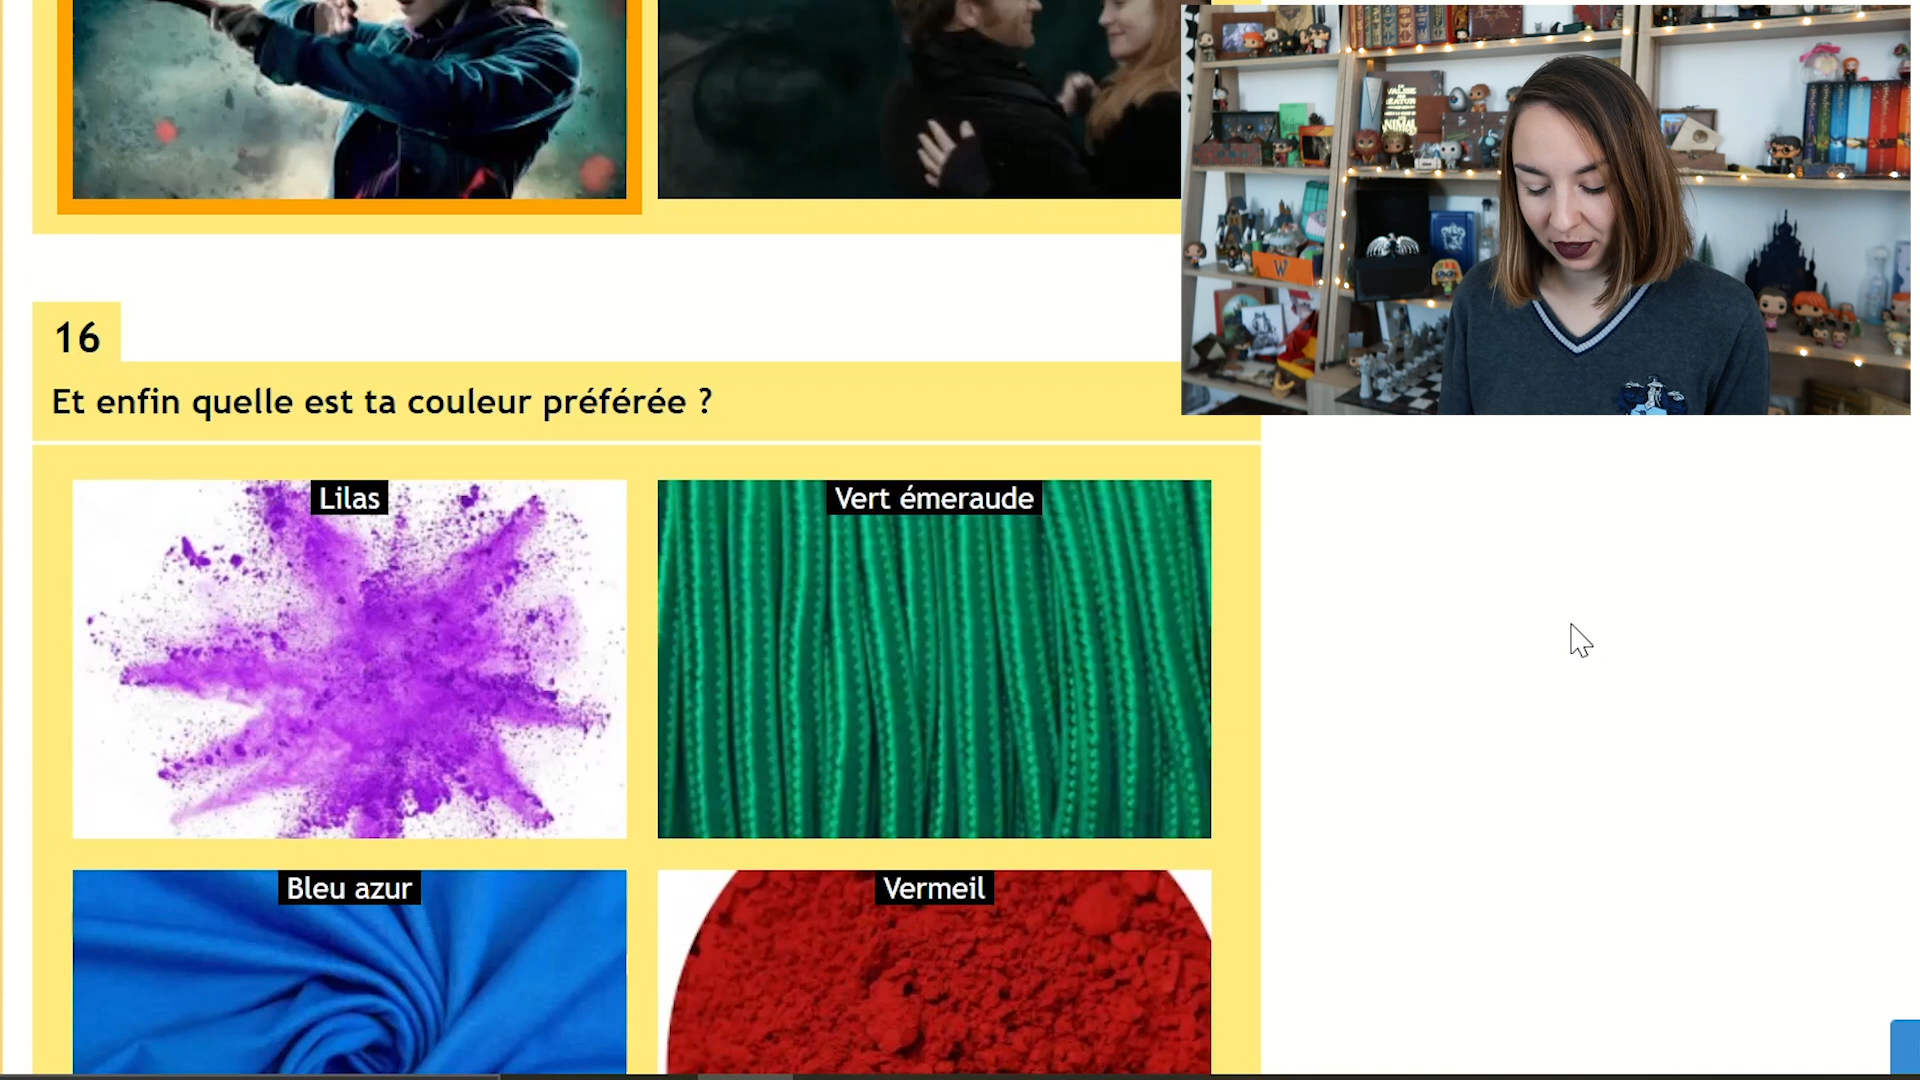 16
Et enfin quelle est ta couleur préférée ?
Lilas
Vert émeraude
Bleu azur
Vermeil
W